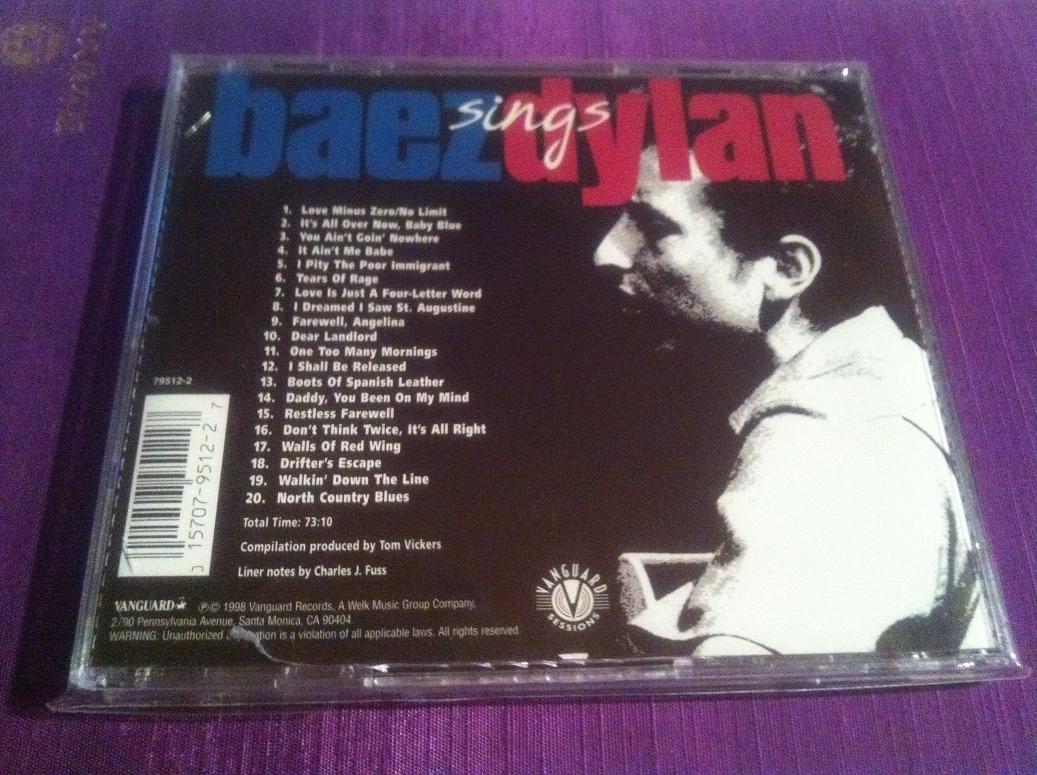 baez sings dylan
1. Love Minus Zero/No Limit
2. It's All Over Now, Baby Blue
3. You Ain't Goin' Nowhere
4. It Ain't Me Babe
5. I Pity The Poor Immigrant
6. Tears Of Rage
7. Love Is Just A Four-Letter Word
8. I Dreamed I Saw St. Augustine
9. Farewell, Angelina
10. Dear Landlord
11. One Too Many Mornings
12. I Shall Be Released
13. Boots Of Spanish Leather
14. Daddy, You Been On My Mind
15. Restless Farewell
16. Don't Think Twice, It's All Right
17. Walls Of Red Wing
18. Drifter's Escape
19. Walkin' Down The Line
20. North Country Blues
Total Time: 73:10
Compilation produced by Tom Vickers
Liner notes by Charles J. Fuss
79512-2
15707-9512-2 7
VANGUARD ℗© 1998 Vanguard Records, A Welk Music Group Company,
Pennsylvania Avenue, Santa Monica, CA 90404
WARNING: Unauthorized is a violation of all applicable laws. All rights reserved
VANGUARD
SESSIONS